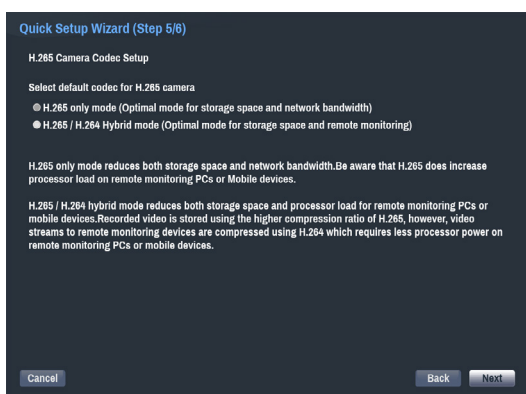 Quick Setup Wizard (Step 5/6)
H.265 Camera Codec Setup
Select default codec for H.265 camera
H.265 only mode (Optimal mode for storage space and network bandwidth)
H.265 / H.264 Hybrid mode (Optimal mode for storage space and remote monitoring)
H.265 only mode reduces both storage space and network bandwidth.Be aware that H.265 does increase
processor load on remote monitoring PCs or Mobile devices.
H.265 / H.264 hybrid mode reduces both storage space and processor load for remote monitoring PCs or
mobile devices.Recorded video is stored using the higher compression ratio of H.265, however, video
streams to remote monitoring devices are compressed using H.264 which requires less processor power on
remote monitoring PCs or mobile devices.
Cancel Back Next